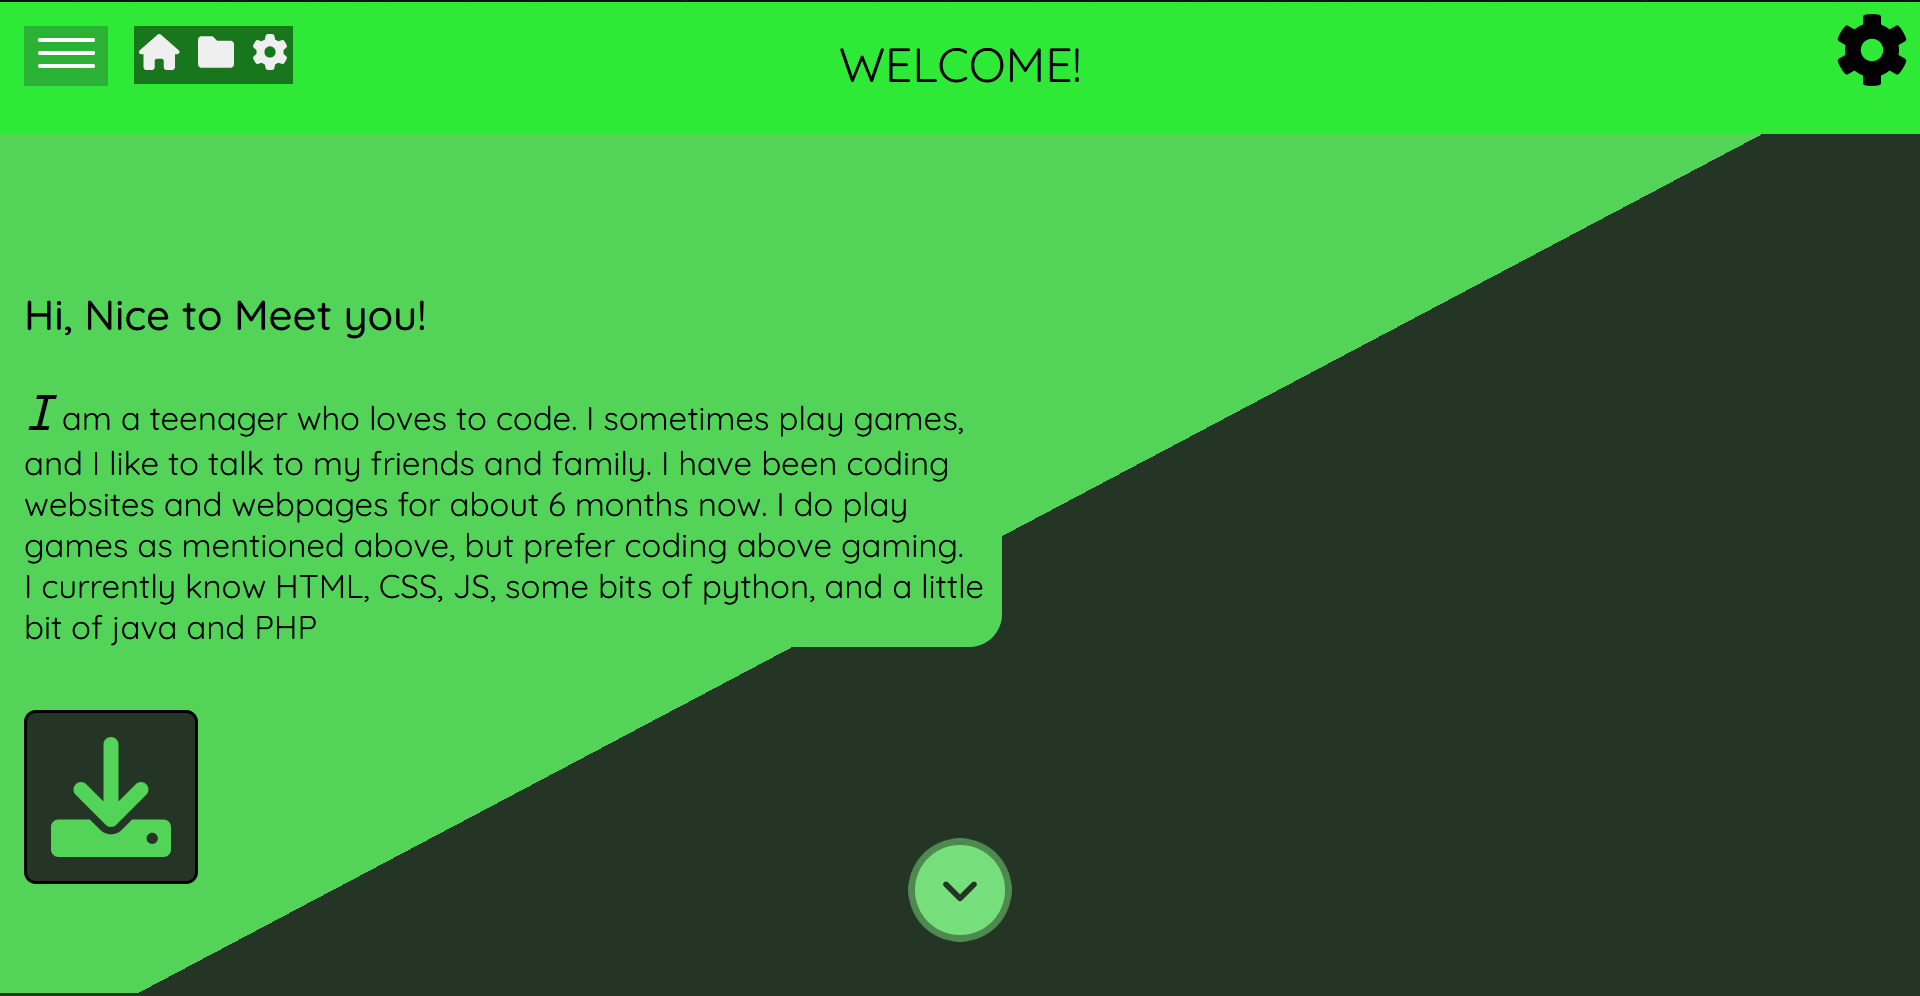 WELCOME!
Hi, Nice to Meet you!
I am a teenager who loves to code. I sometimes play games,
and I like to talk to my friends and family. I have been coding
websites and webpages for about 6 months now. I do play
games as mentioned above, but prefer coding above gaming.
I currently know HTML, CSS, JS, some bits of python, and a little
bit of java and PHP